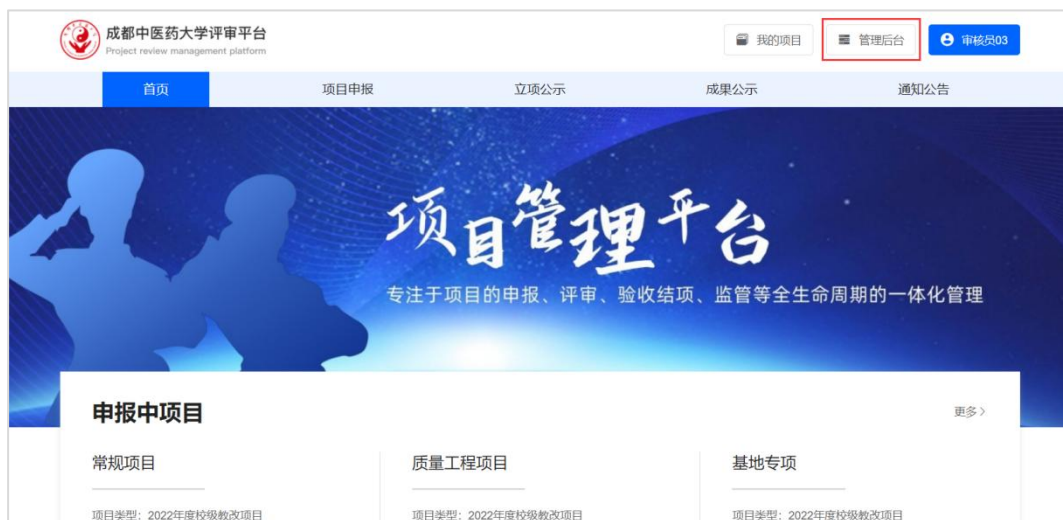 成都中医药大学评审平台
Project review management platform
我的项目
管理后台
审核员03
首页
项目申报
立项公示
成果公示
通知公告
项目管理平台
专注于项目的申报、评审、验收结项、监管等全生命周期的一体化管理
申报中项目
更多>
常规项目
质量工程项目
基地专项
项目类型：2022年度校级教改项目
项目类型：2022年度校级教改项目
项目类型：2022年度校级教改项目